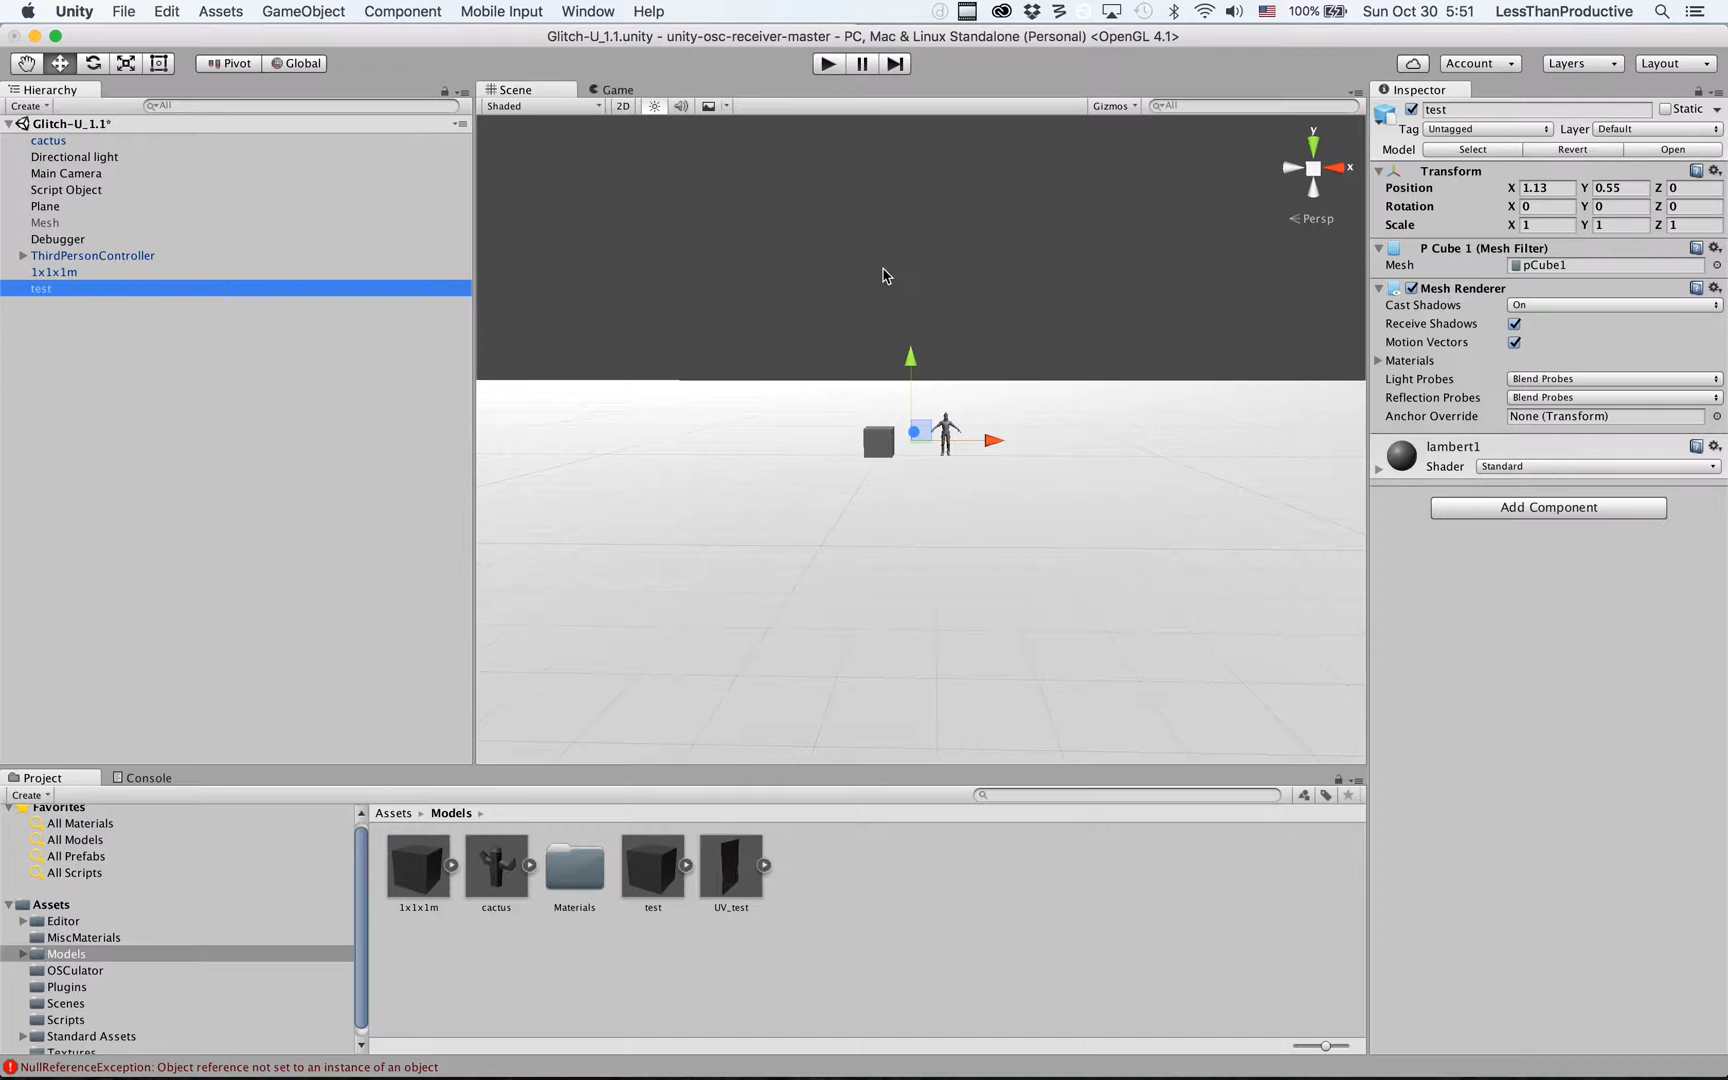 Unity File Edit Assets GameObject Component Mobile Input Window Help 100% Sun Oct 30 5:51 LessThanProductive
Glitch-U_1.1.unity - unity-osc-receiver-master - PC, Mac & Linux Standalone (Personal) <OpenGL 4.1>
Pivot Global Account Layers Layout
Hierarchy
Create All
Glitch-U_1.1*
cactus
Directional light
Main Camera
Script Object
Plane
Mesh
Debugger
ThirdPersonController
1x1x1m
test
Scene Game
Shaded 2D Gizmos All
y
x
Persp
Inspector
test Static
Tag Untagged Layer Default
Model Select Revert Open
Transform
Position X 1.13 Y 0.55 Z 0
Rotation X 0 Y 0 Z 0
Scale X 1 Y 1 Z 1
P Cube 1 (Mesh Filter)
Mesh pCube1
Mesh Renderer
Cast Shadows On
Receive Shadows
Motion Vectors
Materials
Light Probes Blend Probes
Reflection Probes Blend Probes
Anchor Override None (Transform)
lambert1
Shader Standard
Add Component
Project Console
Create
Favorites
All Materials
All Models
All Prefabs
All Scripts
Assets
Editor
MiscMaterials
Models
OSCulator
Plugins
Scenes
Scripts
Standard Assets
Textures
Assets Models
1x1x1m cactus Materials test UV_test
NullReferenceException: Object reference not set to an instance of an object